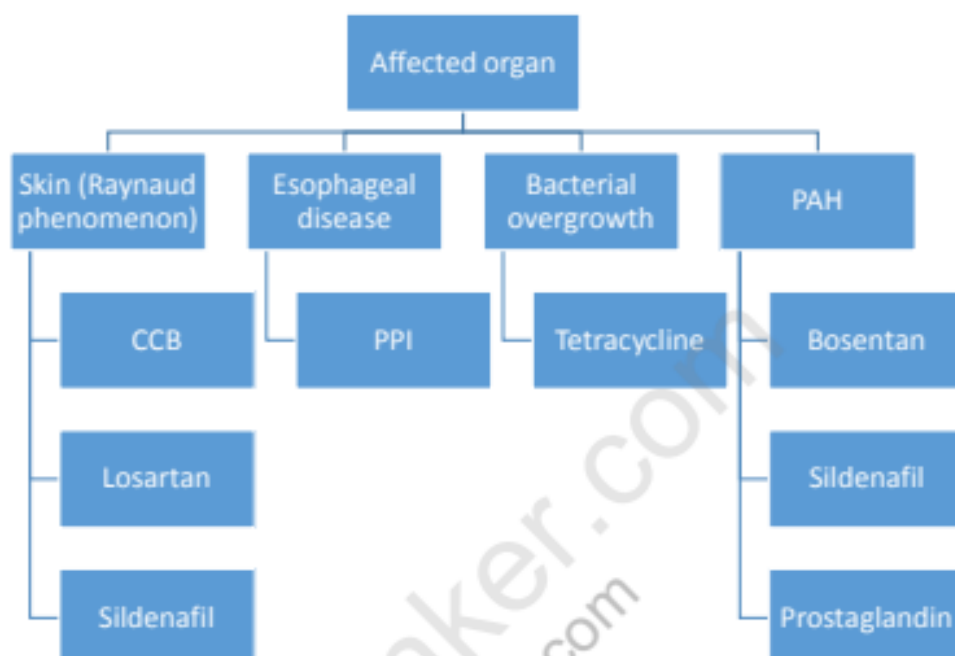 Affected organ
Skin (Raynaud
phenomenon)
Esophageal
disease
Bacterial
overgrowth
PAH
CCB
PPI
Tetracycline
Bosentan
Losartan
Sildenafil
Sildenafil
Prostaglandin